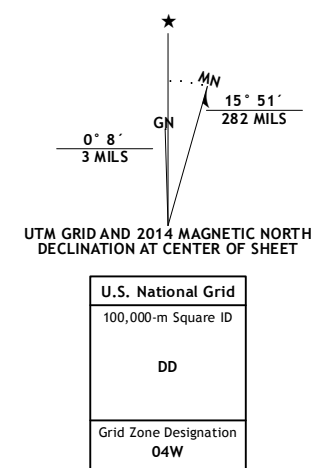 ★
MN
15° 51´
282 MILS
GN
0° 8´
3 MILS
UTM GRID AND 2014 MAGNETIC NORTH
DECLINATION AT CENTER OF SHEET
U.S. National Grid
100,000-m Square ID
DD
Grid Zone Designation
04W